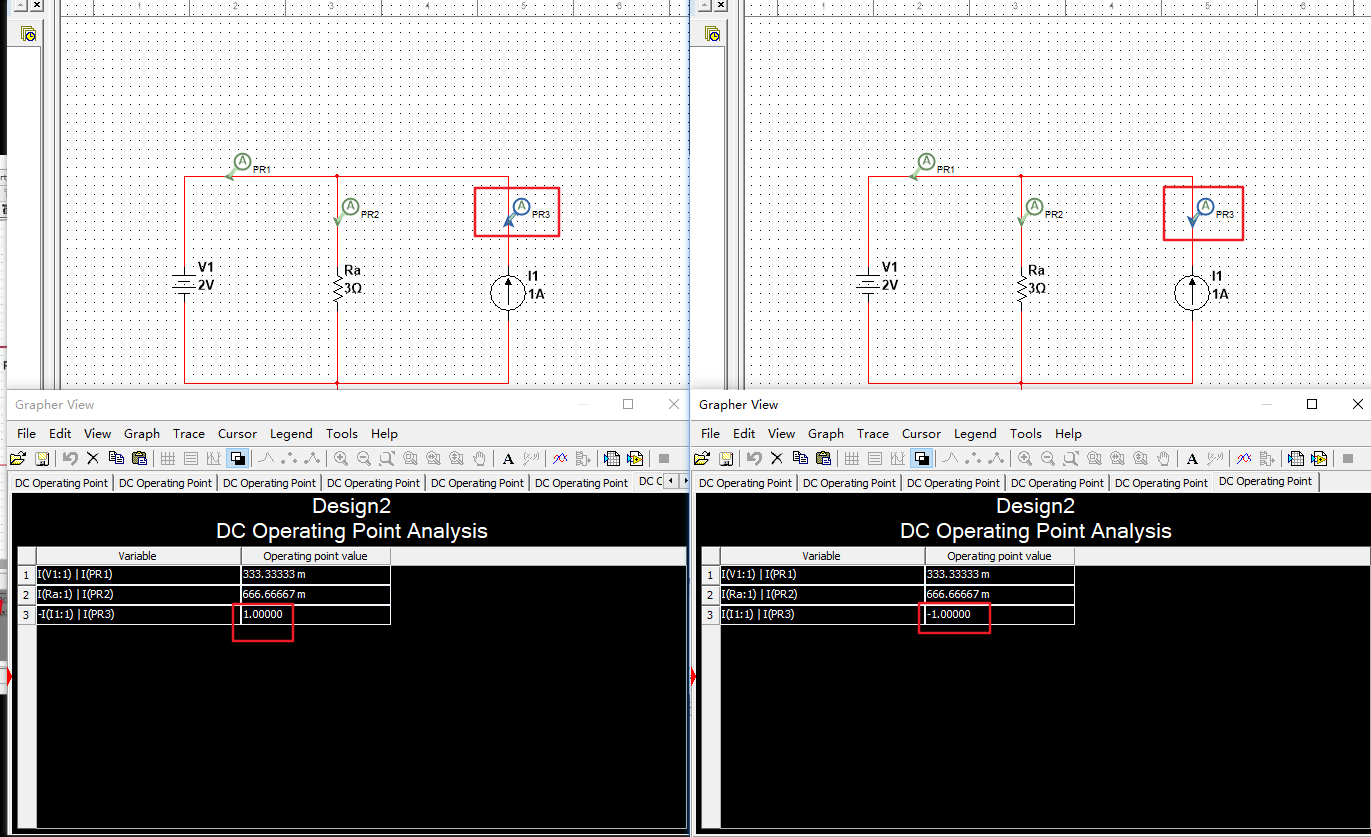 1 2 3 4 5 6
PR1
PR2
PR3
V1
2V
Ra
3Ω
I1
1A
Grapher View
File Edit View Graph Trace Cursor Legend Tools Help
DC Operating Point DC Operating Point DC Operating Point DC Operating Point DC Operating Point DC Operating Point DC C
Design2
DC Operating Point Analysis
Variable Operating point value
1 I(V1:1) | I(PR1) 333.33333 m
2 I(Ra:1) | I(PR2) 666.66667 m
3 -I(I1:1) | I(PR3) 1.00000
1 2 3 4 5 6
PR1
PR2
PR3
V1
2V
Ra
3Ω
I1
1A
Grapher View
File Edit View Graph Trace Cursor Legend Tools Help
DC Operating Point DC Operating Point DC Operating Point DC Operating Point DC Operating Point DC Operating Point
Design2
DC Operating Point Analysis
Variable Operating point value
1 I(V1:1) | I(PR1) 333.33333 m
2 I(Ra:1) | I(PR2) 666.66667 m
3 I(I1:1) | I(PR3) -1.00000